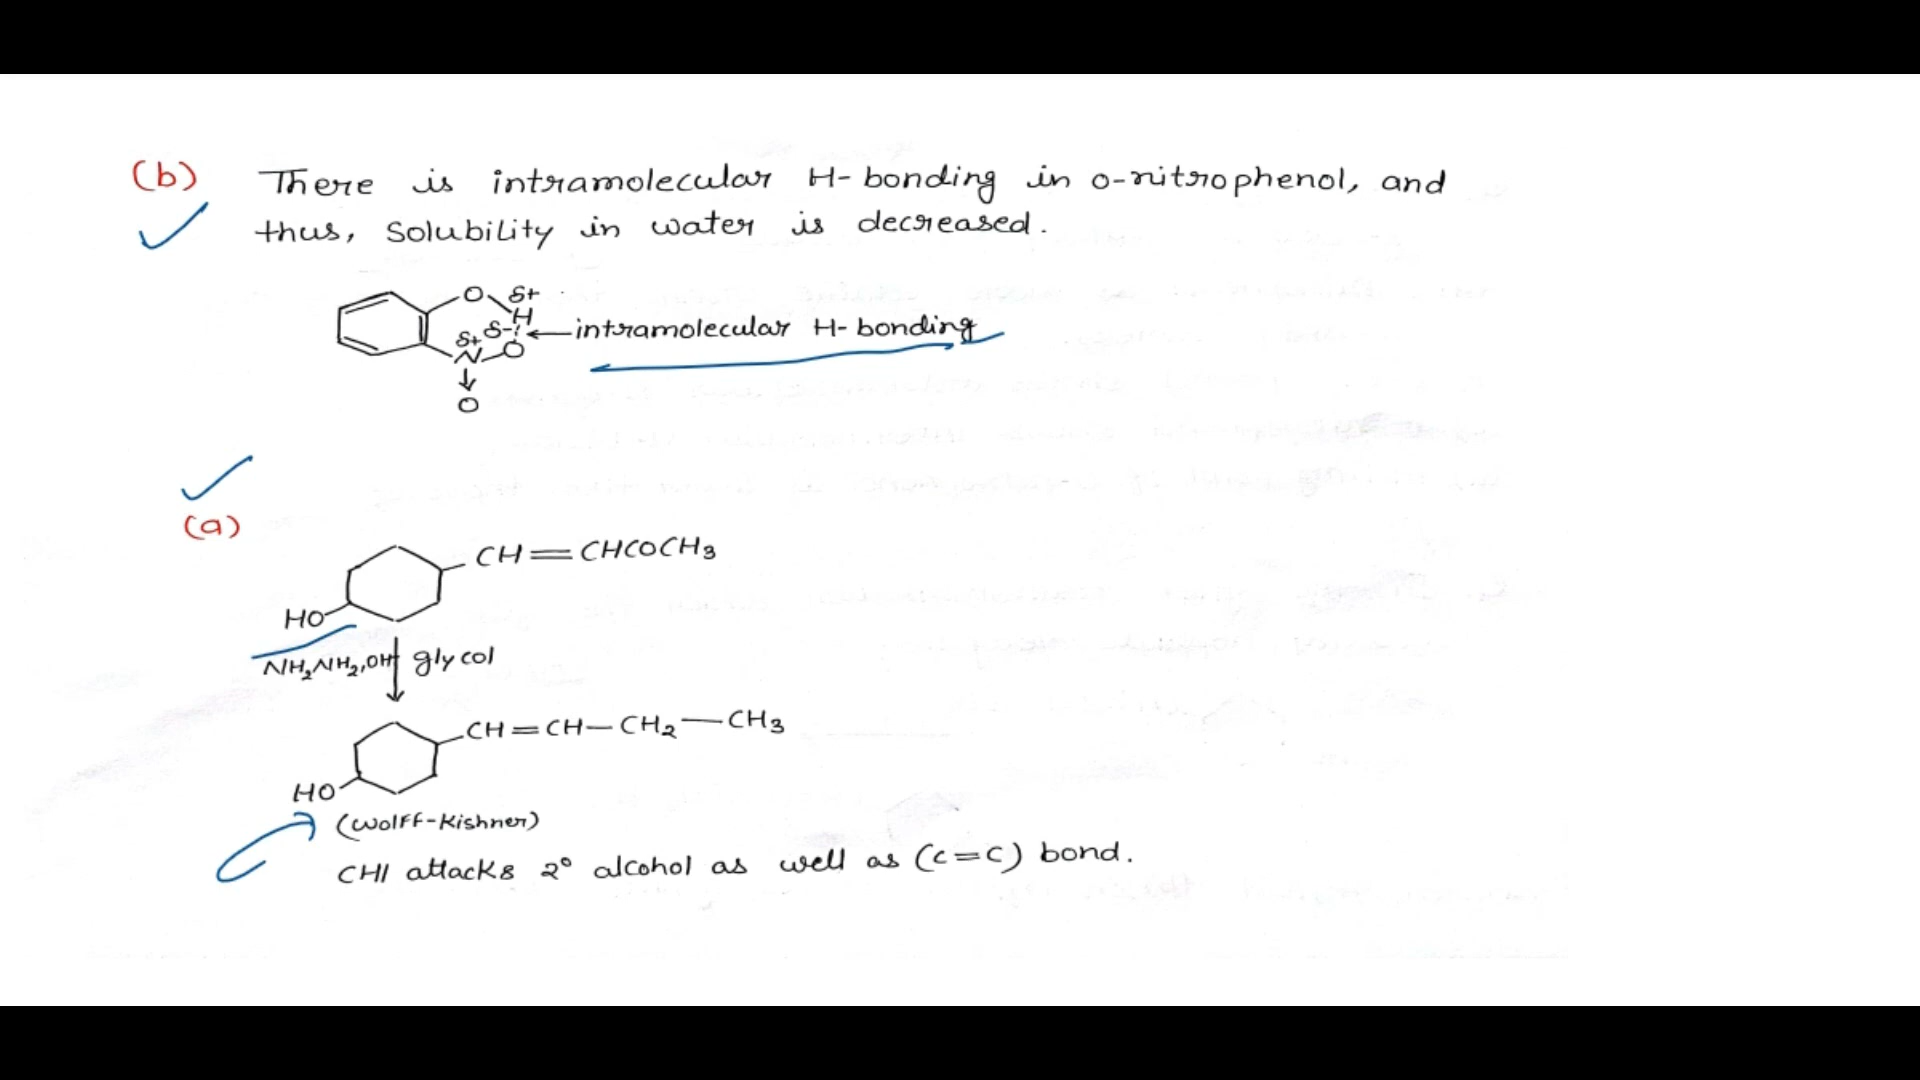 (b) There is intramolecular H-bonding in o-nitrophenol, and
thus, solubility in water is decreased.
O δ+
H
δ+ δ- ← intramolecular H-bonding
N O
↓
O
(a)
CH=CHCOCH₃
HO
NH₂NH₂,OH glycol
CH=CH-CH₂-CH₃
HO
(Wolff-Kishner)
CHI attacks 2° alcohol as well as (c=c) bond.